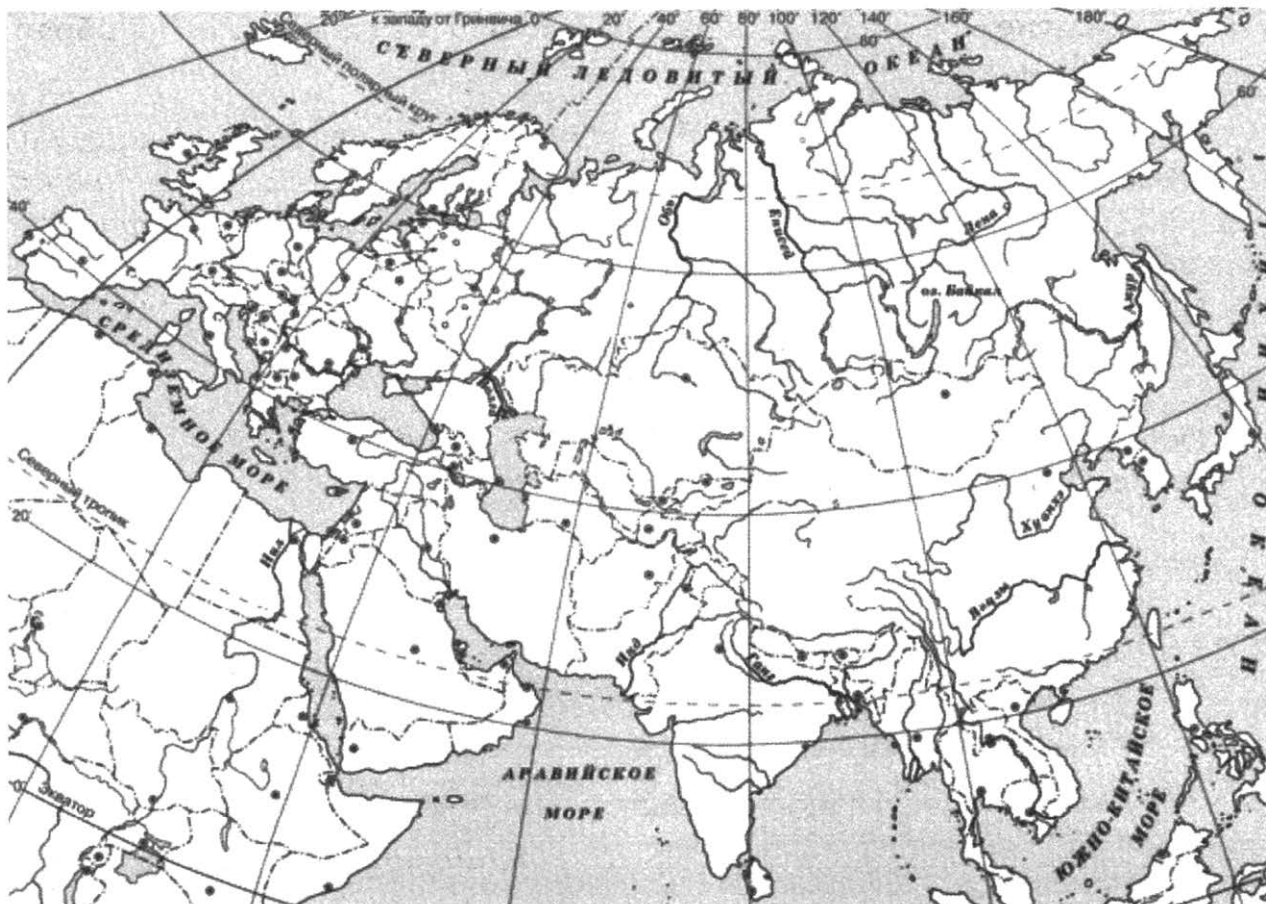 20° к западу от Гринвича 0° 20° 40° 60° 80° 100° 120° 140° 160° 180°
60°
СЕВЕРНЫЙ ЛЕДОВИТЫЙ ОКЕАН
Северный полярный круг
60°
40°
Обь
Енисей
Лена
оз. Байкал
Амур
СРЕДИЗЕМНОЕ МОРЕ
ТИХИЙ ОКЕАН
Северный тропик
20°
Нил
Хуанхэ
Янцзы
Инд
Ганг
АРАВИЙСКОЕ
МОРЕ
ЮЖНО-КИТАЙСКОЕ
МОРЕ
0°
Экватор